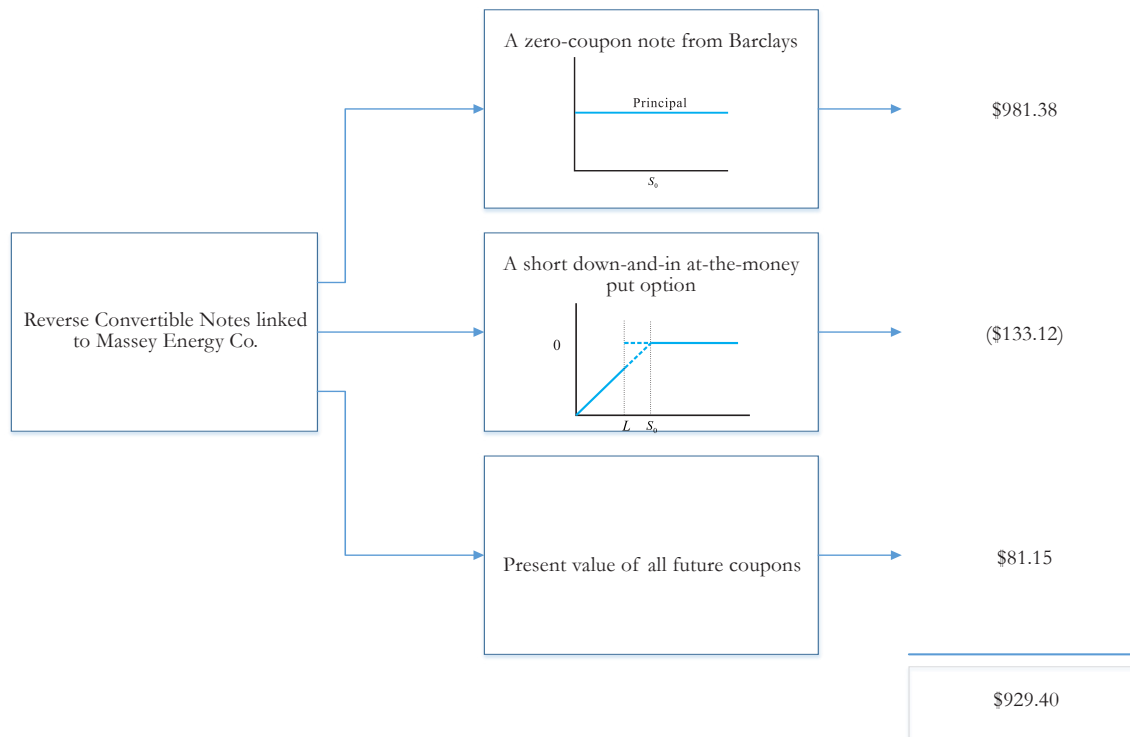 A zero-coupon note from Barclays
Principal
S₀
$981.38
Reverse Convertible Notes linked
to Massey Energy Co.
A short down-and-in at-the-money
put option
0
L S₀
($133.12)
Present value of all future coupons
$81.15
$929.40